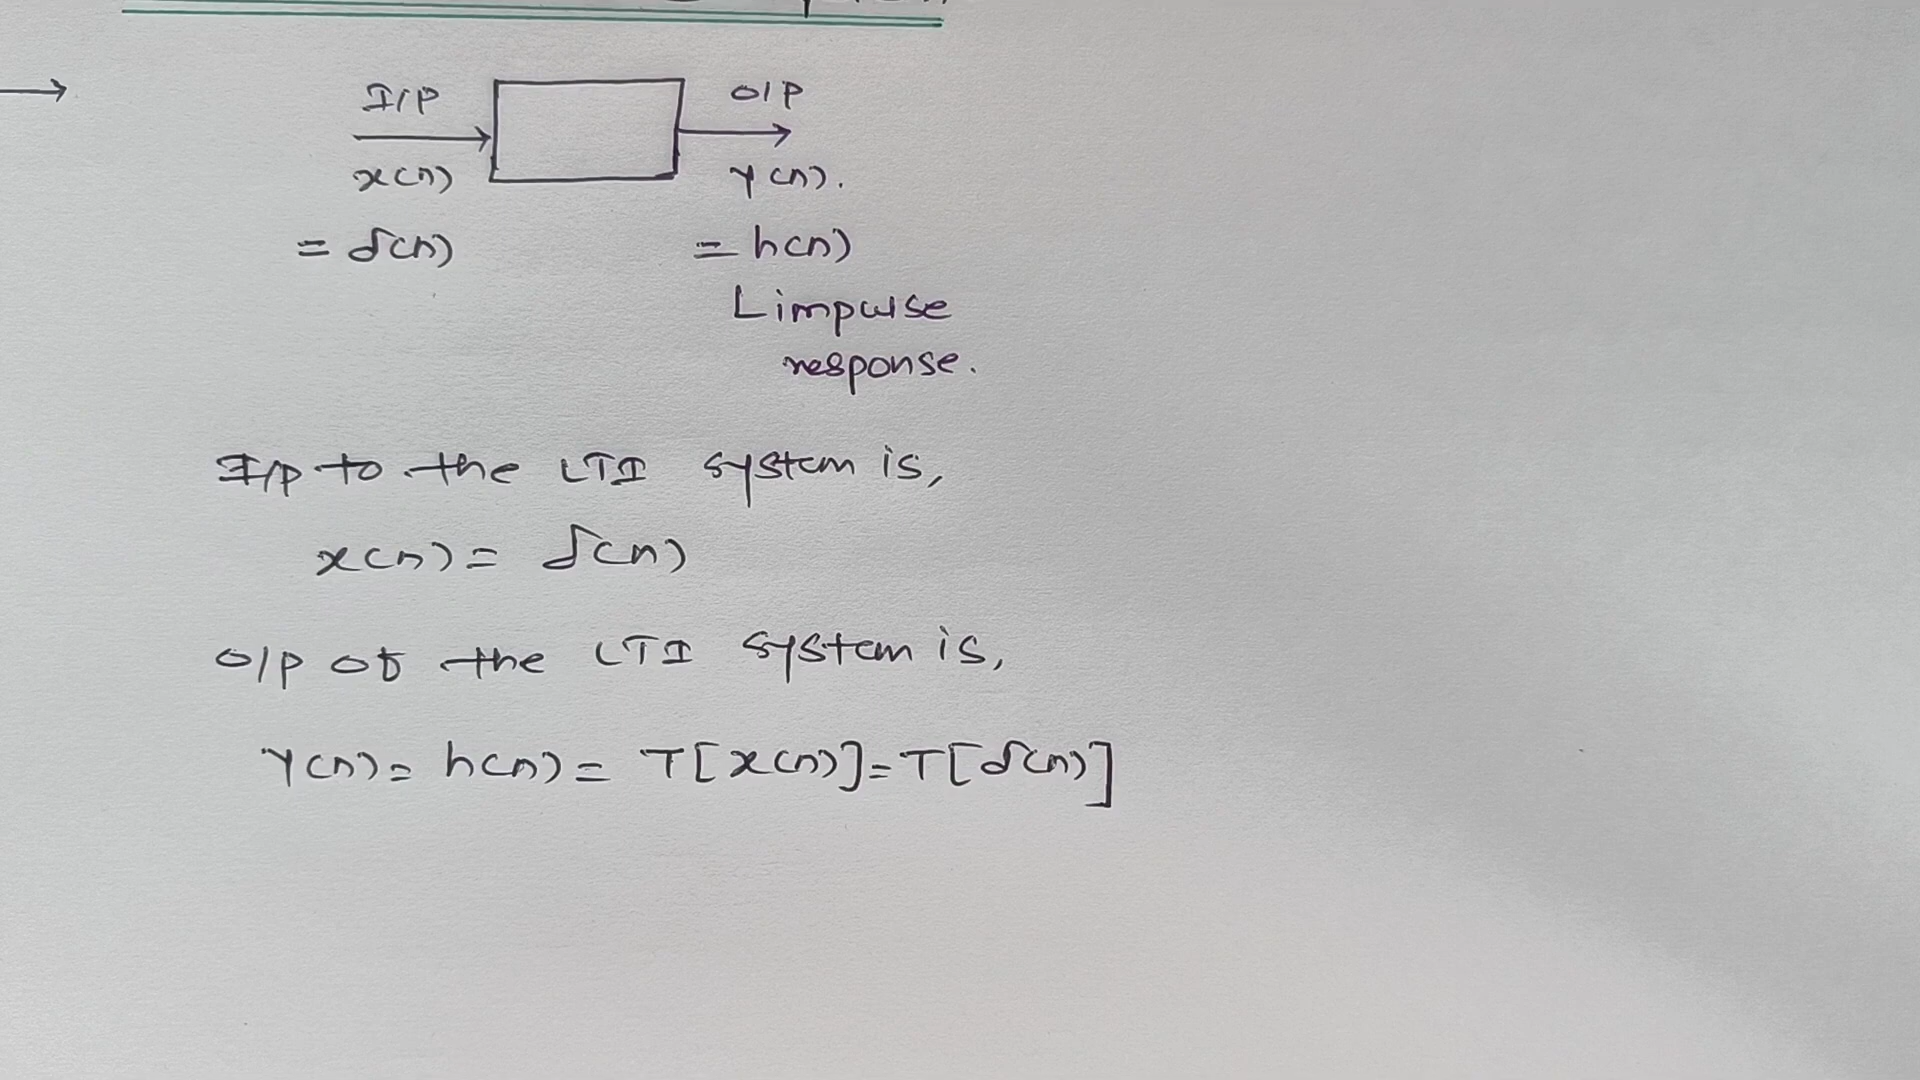 I/P O/P
x(n) y(n).
= δ(n) = h(n)
impulse
response.
I/p to the LTI system is,
x(n) = δ(n)
o/p of the LTI system is,
y(n) = h(n) = T[x(n)] = T[δ(n)]